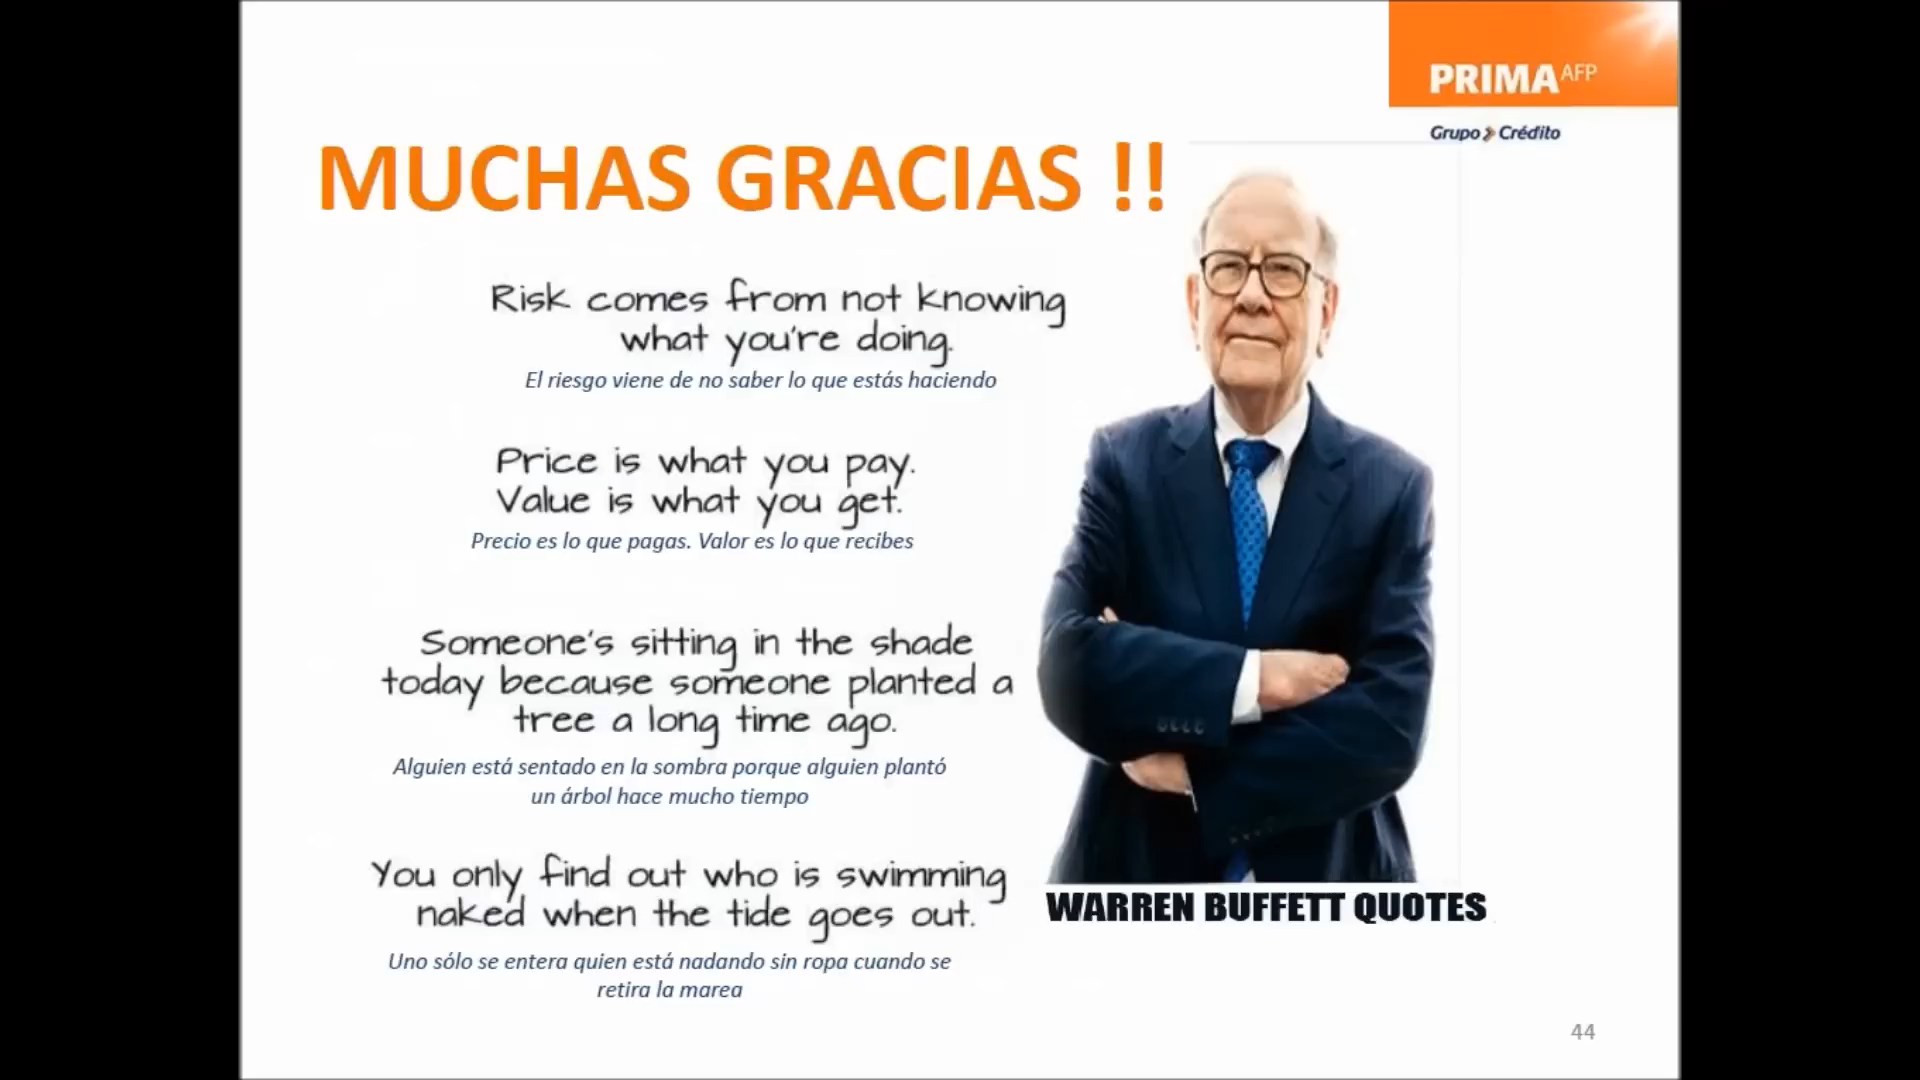 PRIMA AFP
Grupo Crédito
MUCHAS GRACIAS !!
Risk comes from not knowing
what you're doing.
El riesgo viene de no saber lo que estás haciendo
Price is what you pay.
Value is what you get.
Precio es lo que pagas. Valor es lo que recibes
Someone's sitting in the shade
today because someone planted a
tree a long time ago.
Alguien está sentado en la sombra porque alguien plantó
un árbol hace mucho tiempo
You only find out who is swimming
naked when the tide goes out.
WARREN BUFFETT QUOTES
Uno sólo se entera quien está nadando sin ropa cuando se
retira la marea
44